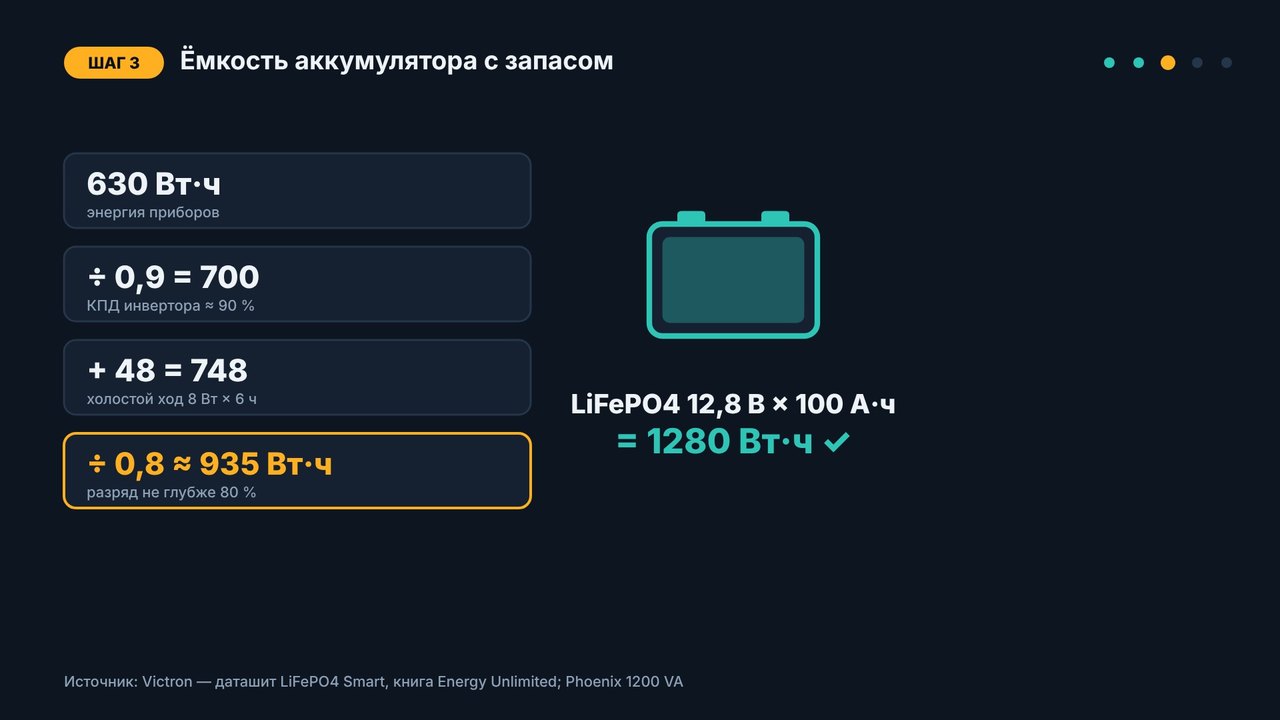 ШАГ 3
Ёмкость аккумулятора с запасом
630 Вт·ч
энергия приборов
÷ 0,9 = 700
КПД инвертора ≈ 90 %
+ 48 = 748
холостой ход 8 Вт × 6 ч
÷ 0,8 ≈ 935 Вт·ч
разряд не глубже 80 %
LiFePO4 12,8 В × 100 А·ч
= 1280 Вт·ч ✓
Источник: Victron — даташит LiFePO4 Smart, книга Energy Unlimited; Phoenix 1200 VA